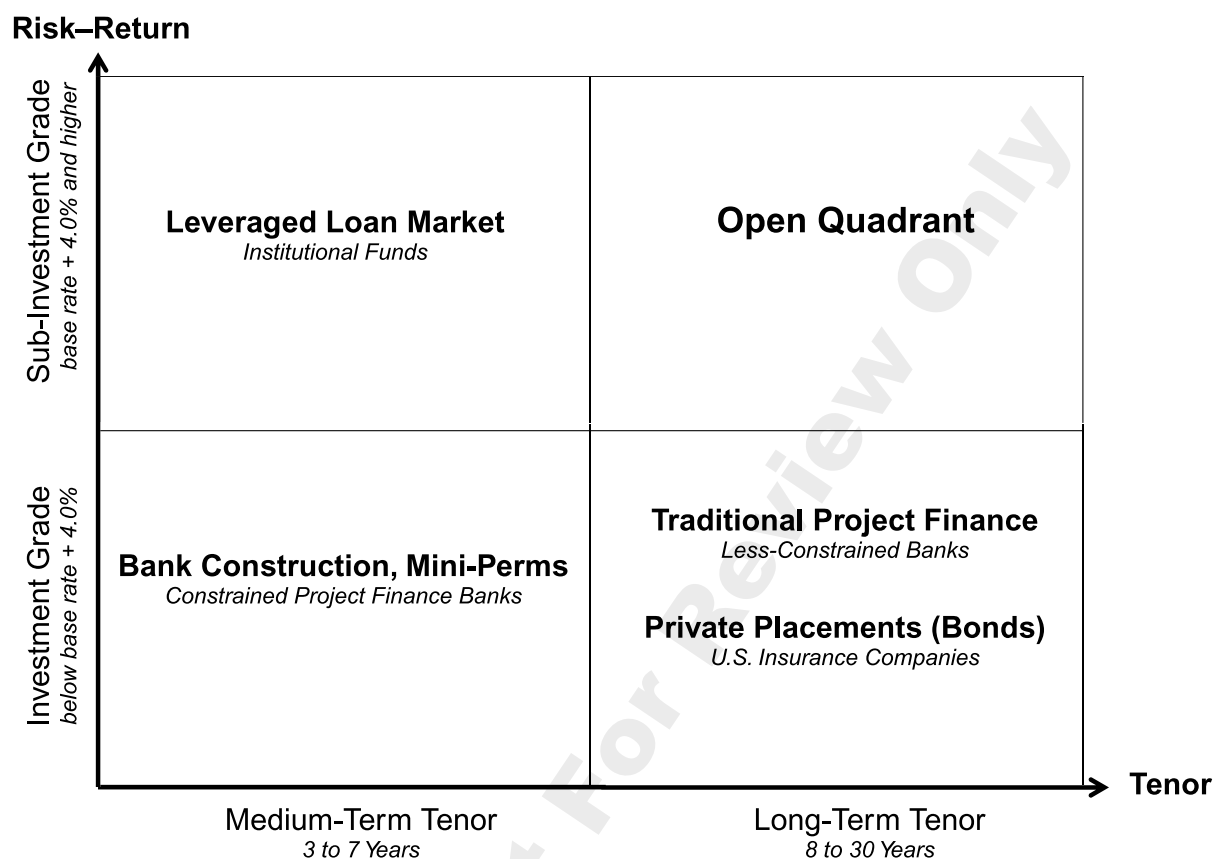 Risk–Return
Sub-Investment Grade
base rate + 4.0% and higher
Leveraged Loan Market
Institutional Funds
Open Quadrant
Investment Grade
below base rate + 4.0%
Bank Construction, Mini-Perms
Constrained Project Finance Banks
Traditional Project Finance
Less-Constrained Banks
Private Placements (Bonds)
U.S. Insurance Companies
Tenor
Medium-Term Tenor
3 to 7 Years
Long-Term Tenor
8 to 30 Years
For Review Only